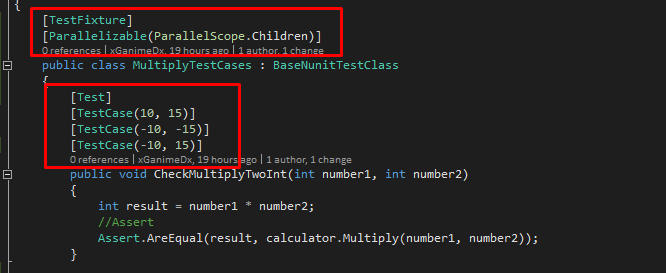 {
[TestFixture]
[Parallelizable(ParallelScope.Children)]
0 references | xGanimeDx, 19 hours ago | 1 author, 1 change
public class MultiplyTestCases : BaseNunitTestClass
{
[Test]
[TestCase(10, 15)]
[TestCase(-10, -15)]
[TestCase(-10, 15)]
0 references | xGanimeDx, 19 hours ago | 1 author, 1 change
public void CheckMultiplyTwoInt(int number1, int number2)
{
int result = number1 * number2;
//Assert
Assert.AreEqual(result, calculator.Multiply(number1, number2));
}